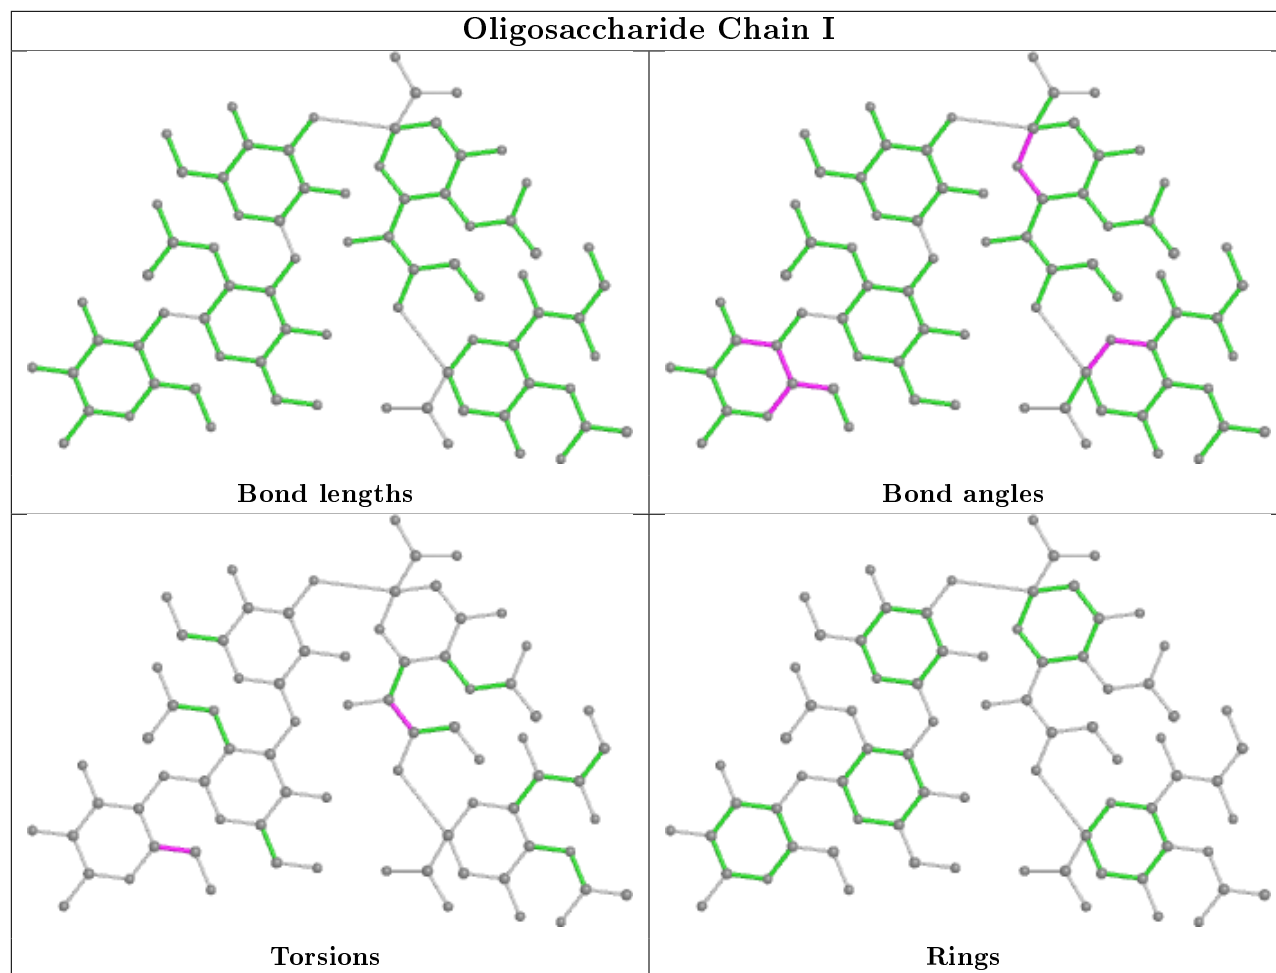 Oligosaccharide Chain I
Bond lengths
Bond angles
Torsions
Rings